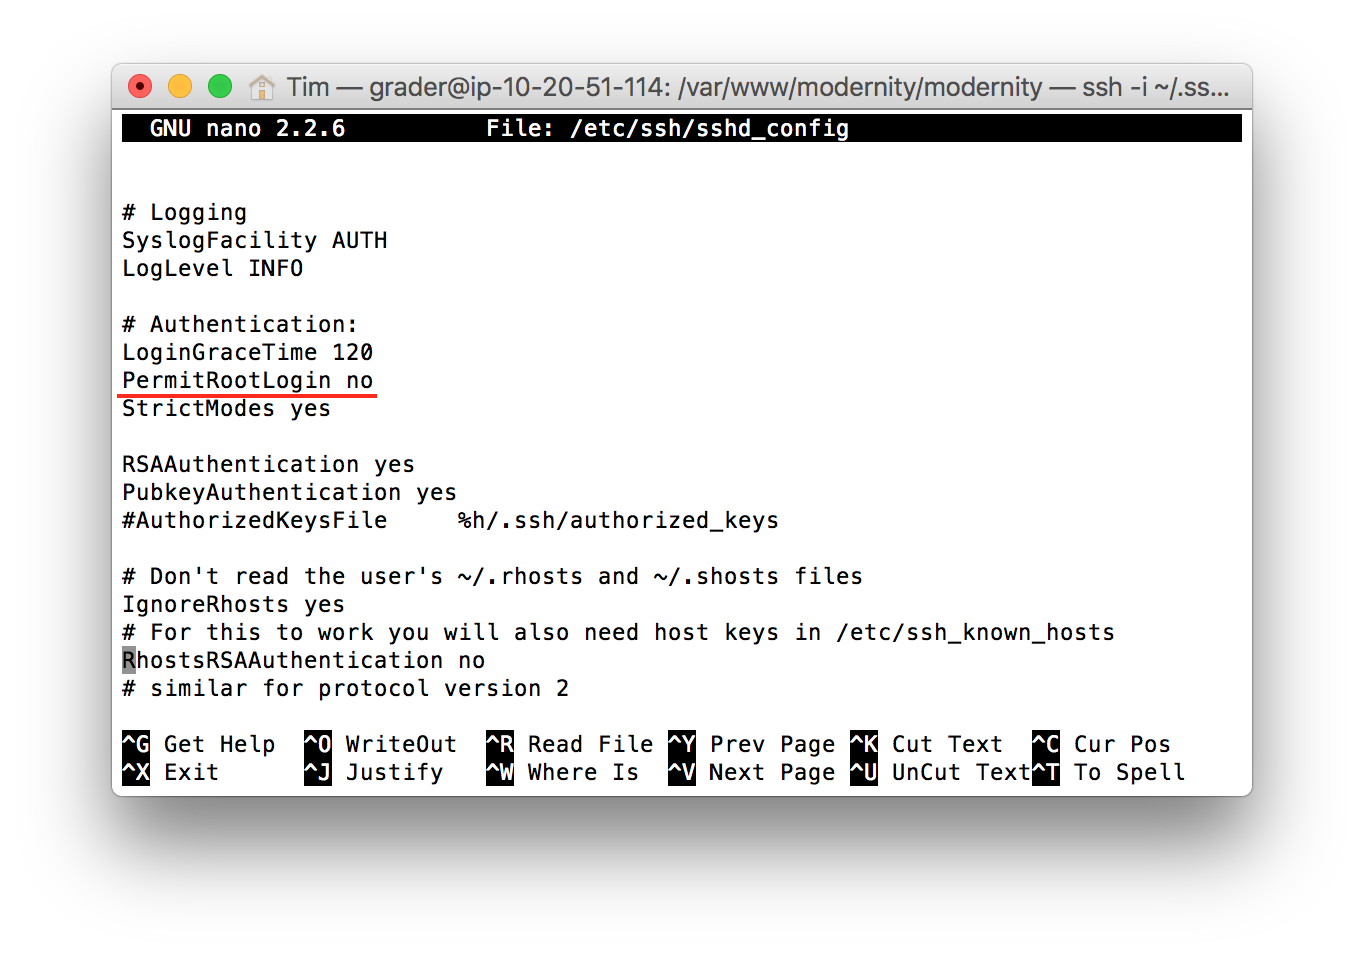 Tim — grader@ip-10-20-51-114: /var/www/modernity/modernity — ssh -i ~/.ss...
GNU nano 2.2.6 File: /etc/ssh/sshd_config
# Logging
SyslogFacility AUTH
LogLevel INFO
# Authentication:
LoginGraceTime 120
PermitRootLogin no
StrictModes yes
RSAAuthentication yes
PubkeyAuthentication yes
#AuthorizedKeysFile %h/.ssh/authorized_keys
# Don't read the user's ~/.rhosts and ~/.shosts files
IgnoreRhosts yes
# For this to work you will also need host keys in /etc/ssh_known_hosts
RhostsRSAAuthentication no
# similar for protocol version 2
^G Get Help ^O WriteOut ^R Read File ^Y Prev Page ^K Cut Text ^C Cur Pos
^X Exit ^J Justify ^W Where Is ^V Next Page ^U UnCut Text ^T To Spell